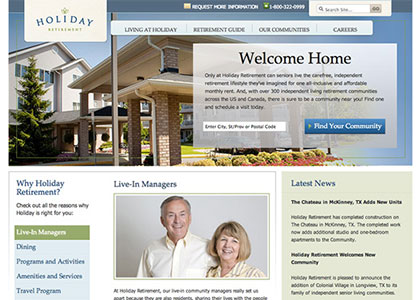 HOLIDAY
RETIREMENT
REQUEST MORE INFORMATION
1-800-322-0999
Search Site...
GO
LIVING AT HOLIDAY
RETIREMENT GUIDE
OUR COMMUNITIES
CAREERS
Welcome Home
Only at Holiday Retirement can seniors live the carefree, independent
retirement lifestyle they've imagined for one all-inclusive and affordable
monthly rent. And, with over 300 independent living retirement communities
across the US and Canada, there is sure to be a community near you! Find one
and schedule a visit today.
Enter City, St/Prov or Postal Code
Find Your Community
Why Holiday
Retirement?
Check out all the reasons why
Holiday is right for you:
Live-In Managers
Dining
Programs and Activities
Amenities and Services
Travel Program
Live-In Managers
At Holiday Retirement, our live-in community managers really set us
apart because they are also residents, sharing their lives with the people
Latest News
The Chateau in McKinney, TX Adds New Units
Holiday Retirement has completed construction on
The Chateau in McKinney, TX. The completed work
now adds additional studio and one-bedroom
apartments to the Community.
Holiday Retirement Welcomes New
Community
Holiday Retirement is pleased to announce the
addition of Colonial Village in Longview, TX to its
family of independent senior living communities.